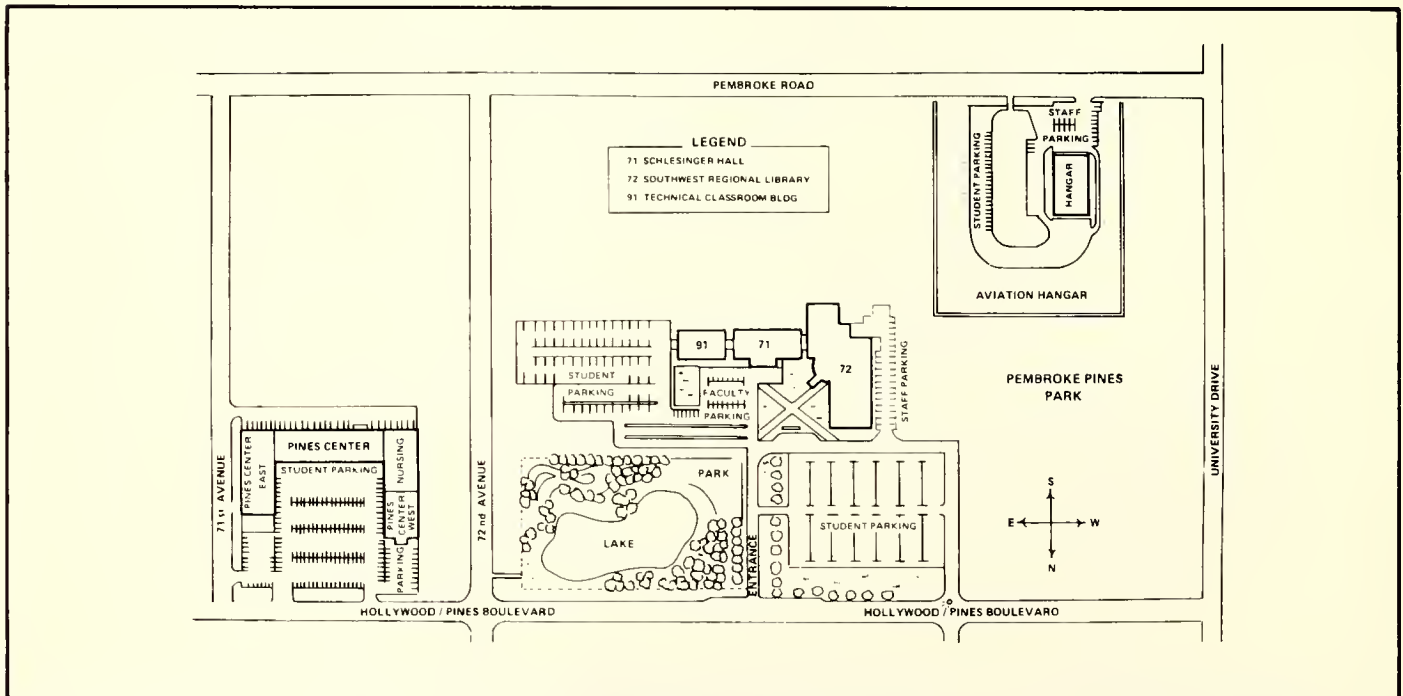 PEMBROKE ROAD
LEGEND
71 SCHLESINGER HALL
72 SOUTHWEST REGIONAL LIBRARY
91 TECHNICAL CLASSROOM BLDG
STAFF
PARKING
STUDENT PARKING
HANGAR
AVIATION HANGAR
91
71
72
STUDENT
PARKING
FACULTY
PARKING
STAFF PARKING
PEMBROKE PINES
PARK
UNIVERSITY DRIVE
71st AVENUE
PINES CENTER
EAST
PINES CENTER
STUDENT PARKING
NURSING
PINES
CENTER
WEST
PARKING
72nd AVENUE
PARK
LAKE
ENTRANCE
STUDENT PARKING
S
E
W
N
HOLLYWOOD / PINES BOULEVARD
HOLLYWOOD / PINES BOULEVARD